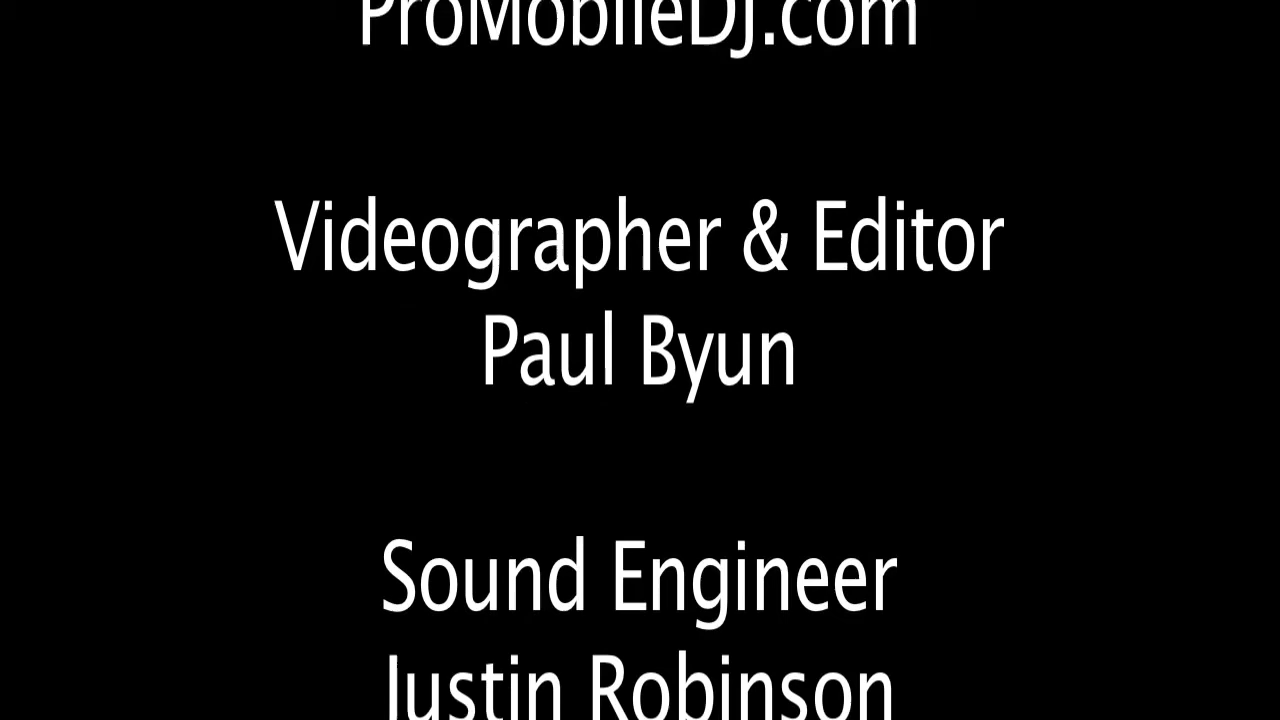 ProMobileDJ.com
Videographer & Editor
Paul Byun
Sound Engineer
Justin Robinson